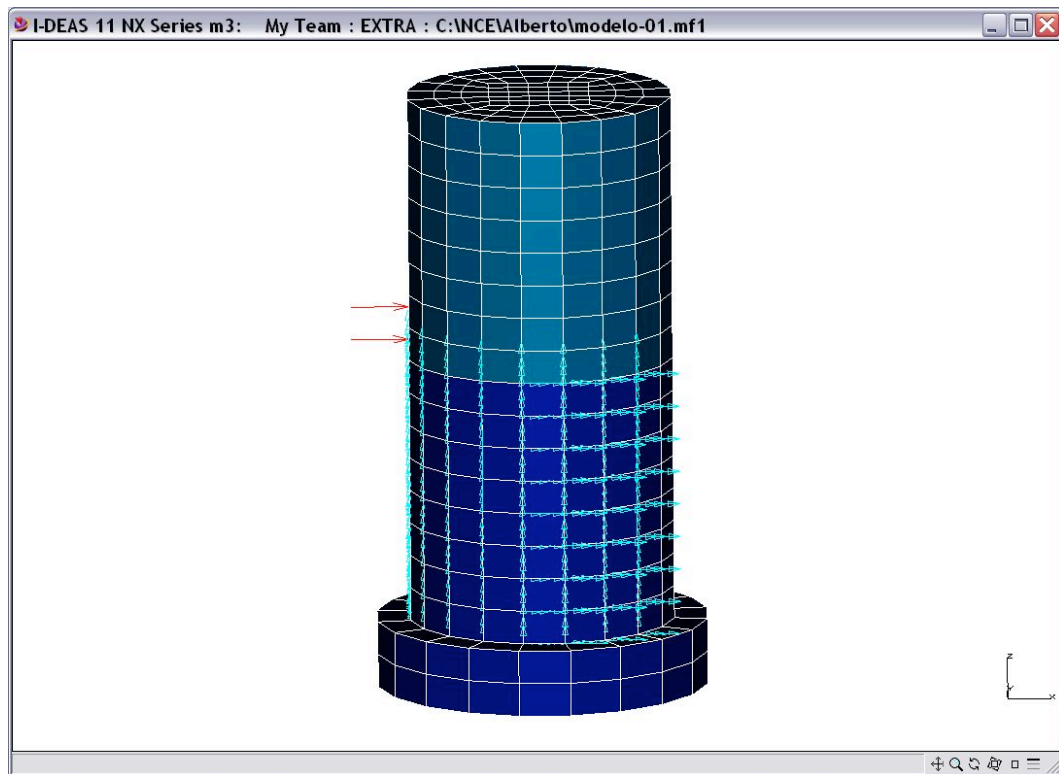 I-DEAS 11 NX Series m3: My Team : EXTRA : C:\NCE\Alberto\modelo-01.mf1
z
Y
x